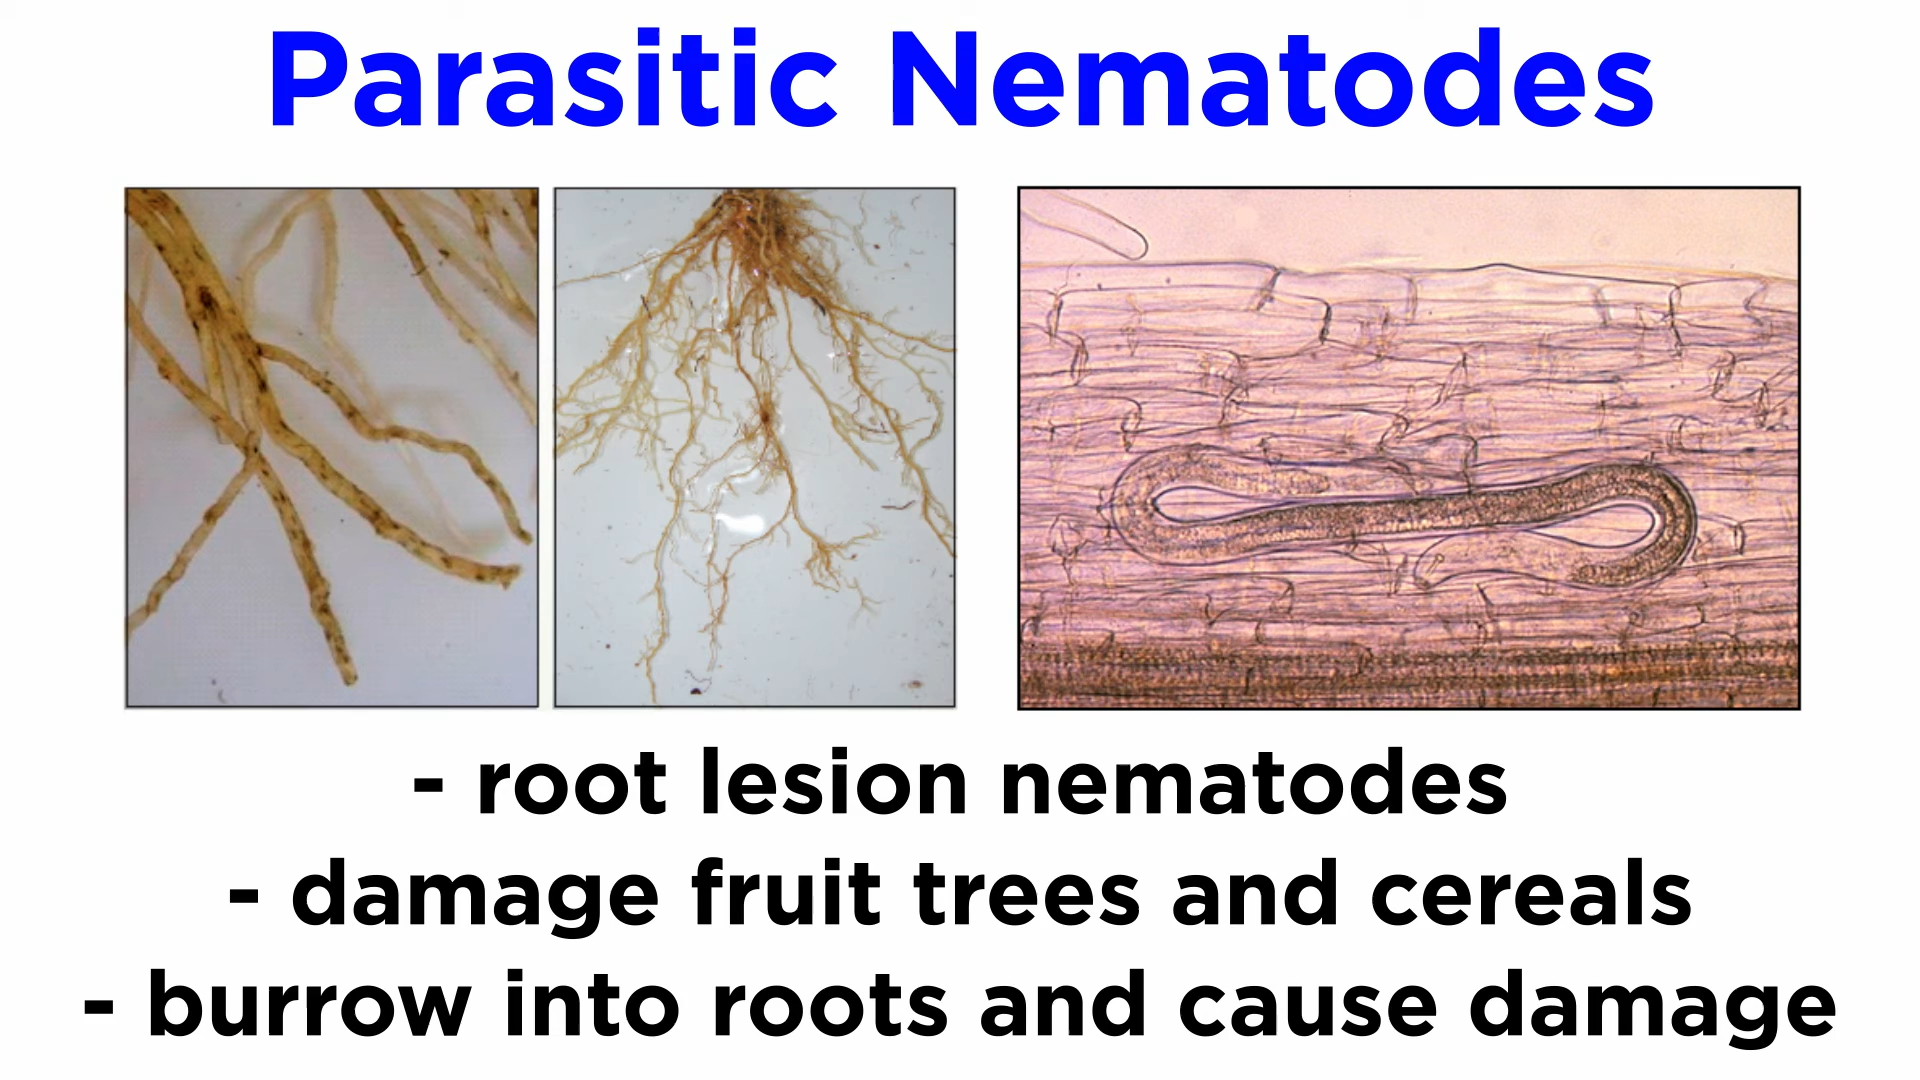 Parasitic Nematodes
- root lesion nematodes
- damage fruit trees and cereals
- burrow into roots and cause damage